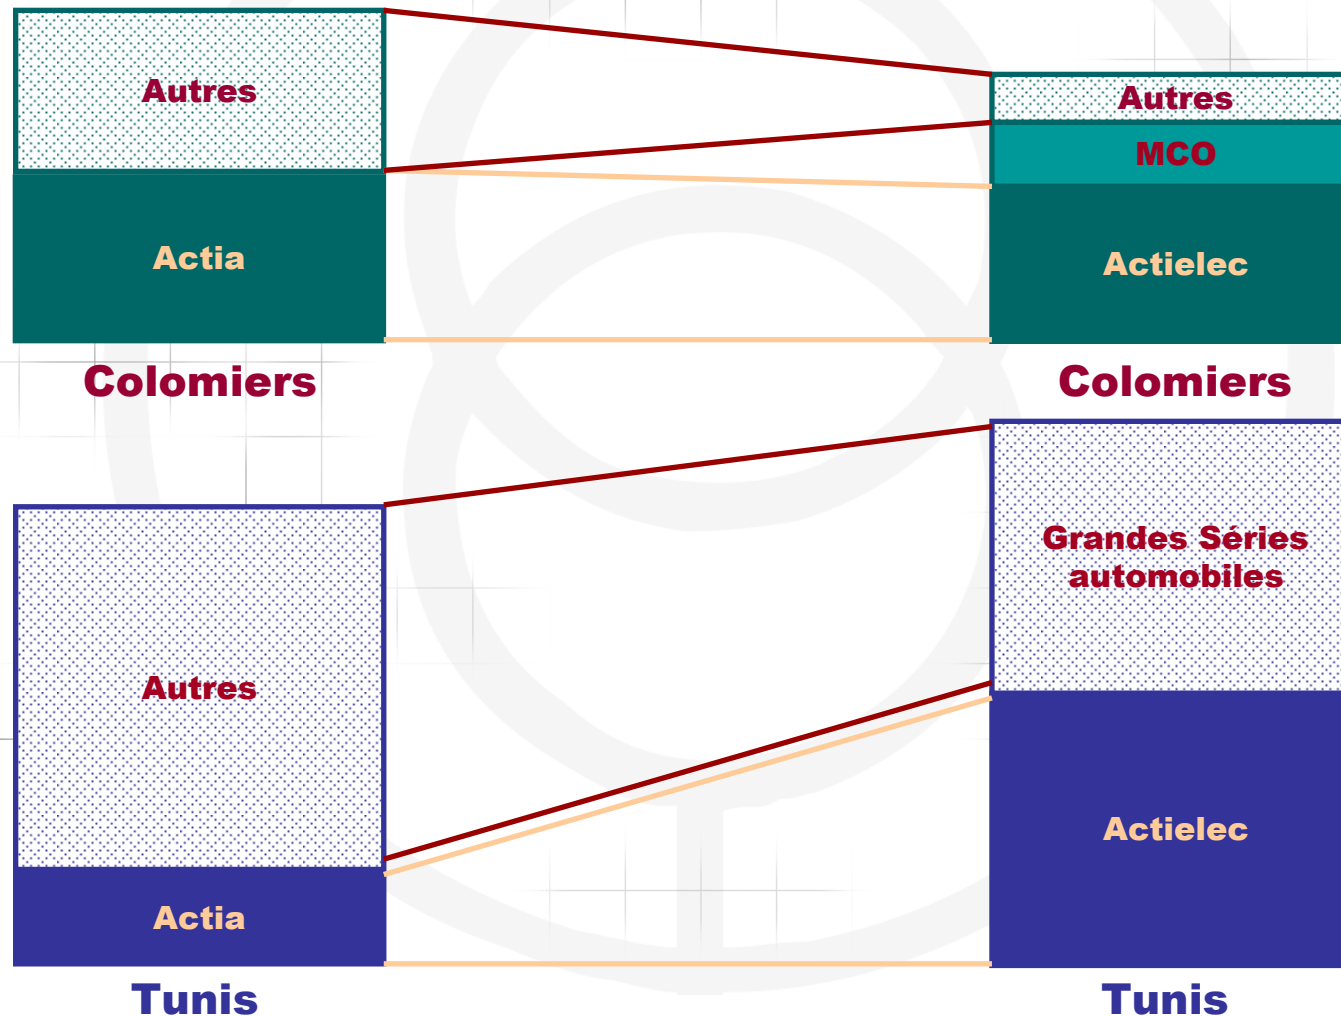 Autres
Autres
MCO
Actia
Actielec
Colomiers
Colomiers
Grandes Séries
automobiles
Autres
Actielec
Actia
Tunis
Tunis